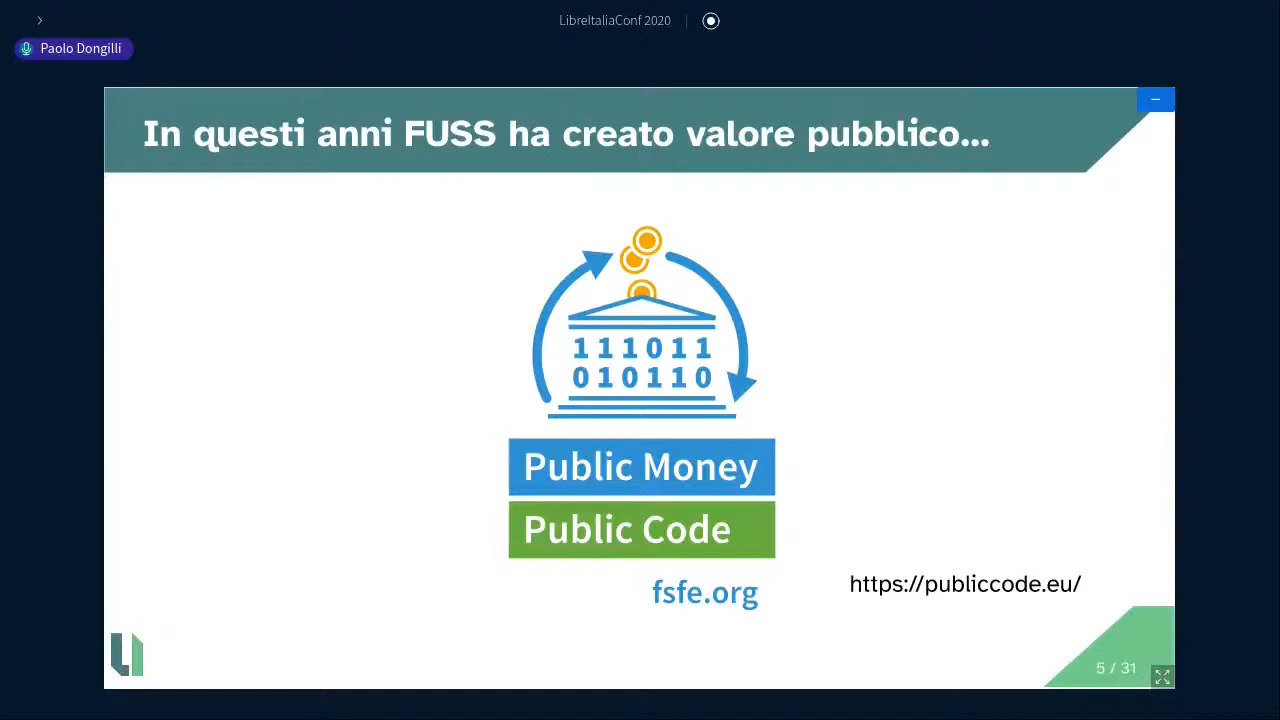 LibreItaliaConf 2020
Paolo Dongilli
In questi anni FUSS ha creato valore pubblico...
111011
010110
Public Money
Public Code
fsfe.org
https://publiccode.eu/
5 / 31